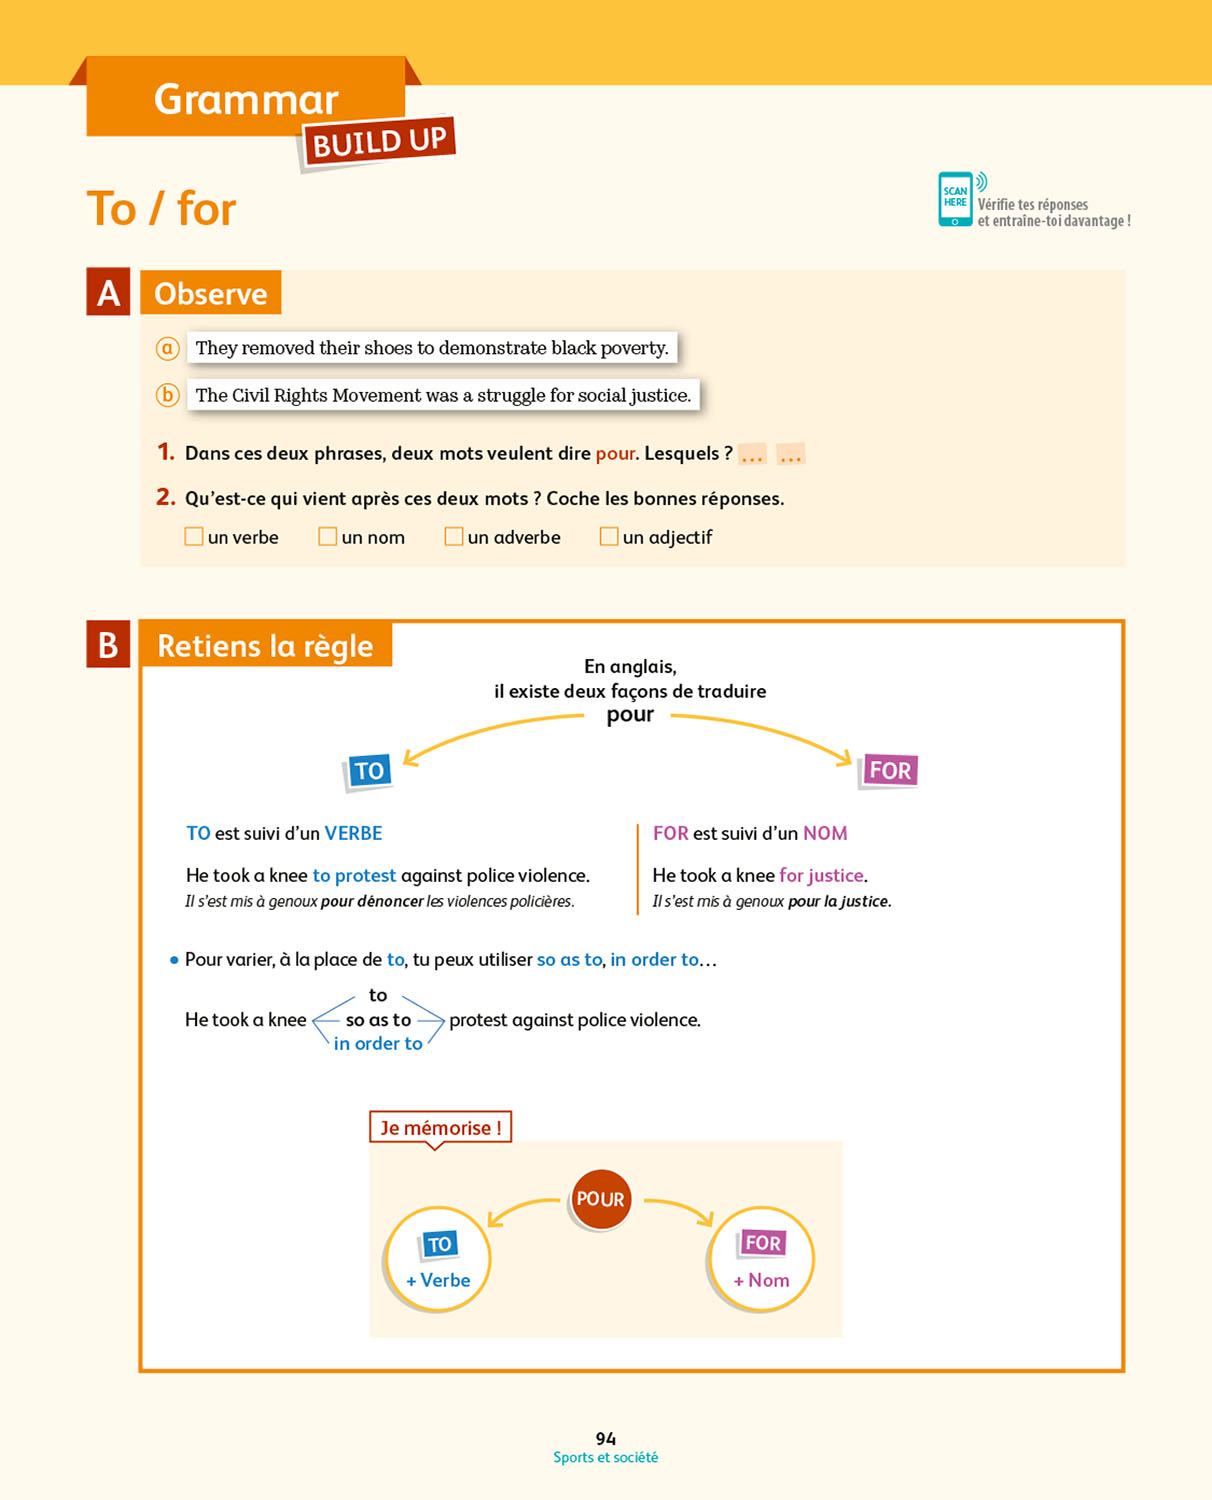 Grammar
BUILD UP
To / for
SCAN
HERE
Vérifie tes réponses
et entraîne-toi davantage !
A
Observe
a They removed their shoes to demonstrate black poverty.
b The Civil Rights Movement was a struggle for social justice.
1. Dans ces deux phrases, deux mots veulent dire pour. Lesquels ? ... ...
2. Qu’est-ce qui vient après ces deux mots ? Coche les bonnes réponses.
un verbe un nom un adverbe un adjectif
B
Retiens la règle
En anglais,
il existe deux façons de traduire
pour
TO
FOR
TO est suivi d’un VERBE
He took a knee to protest against police violence.
Il s’est mis à genoux pour dénoncer les violences policières.
FOR est suivi d’un NOM
He took a knee for justice.
Il s’est mis à genoux pour la justice.
• Pour varier, à la place de to, tu peux utiliser so as to, in order to…
to
He took a knee so as to protest against police violence.
in order to
Je mémorise !
POUR
TO
+ Verbe
FOR
+ Nom
94
Sports et société